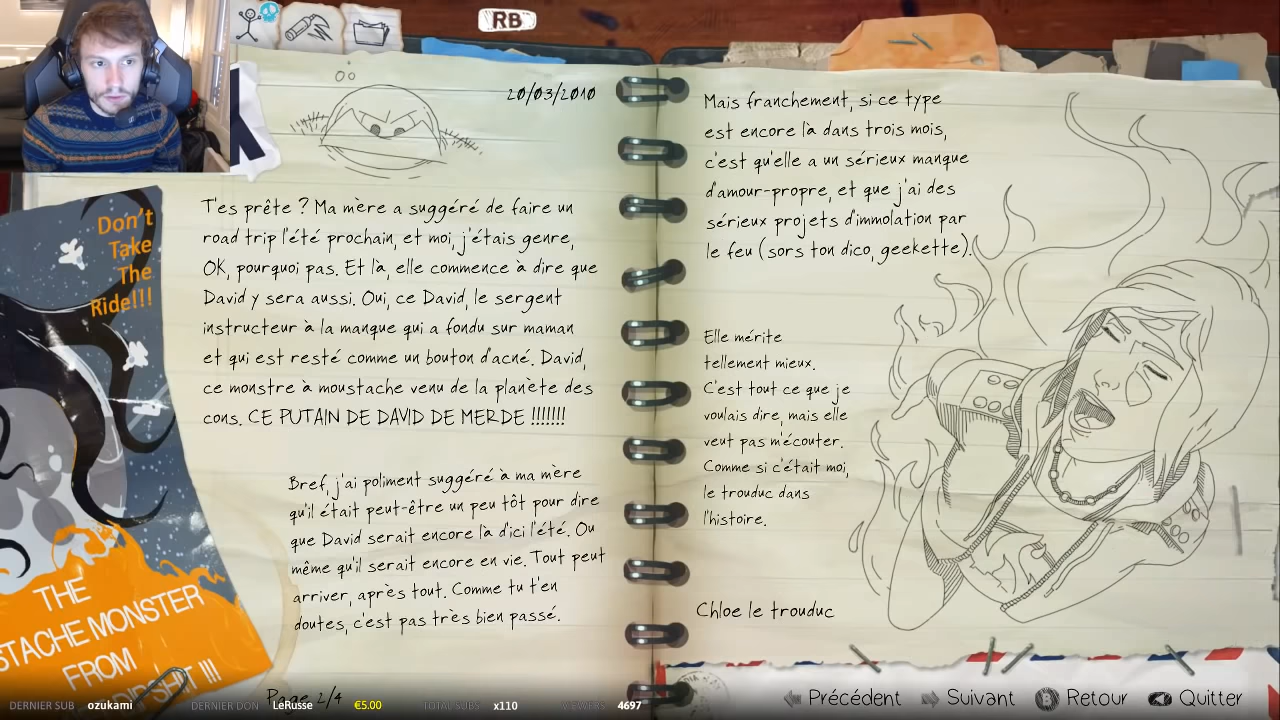 RB
20/03/2010
T'es prête ? Ma mère a suggéré de faire un
road trip l'été prochain, et moi, j'étais genre,
OK, pourquoi pas. Et là, elle commence à dire que
David y sera aussi. Oui, ce David, le sergent
instructeur à la manque qui a fondu sur maman
et qui est resté comme un bouton d'acné. David,
ce monstre à moustache venu de la planète des
cons. CE PUTAIN DE DAVID DE MERDE !!!!!!!
Bref, j'ai poliment suggéré à ma mère
qu'il était peut-être un peu tôt pour dire
que David serait encore là d'ici l'été. Ou
même qu'il serait encore en vie. Tout peut
arriver, après tout. Comme tu t'en
doutes, c'est pas très bien passé.
Don't
Take
The
Ride!!!
THE
STACHE MONSTER
FROM
!!!
Page 2/4
Mais franchement, si ce type
est encore là dans trois mois,
c'est qu'elle a un sérieux manque
d'amour-propre, et que j'ai des
sérieux projets d'immolation par
le feu (sors ton dico, geekette).
Elle mérite
tellement mieux.
C'est tout ce que je
voulais dire, mais elle
veut pas m'écouter.
Comme si c'était moi,
le trouduc dans
l'histoire.
Chloe le trouduc
Précédent Suivant Retour Quitter
DERNIER SUB ozukami DERNIER DON LeRusse €5.00 TOTAL SUBS x110 VIEWERS 4697